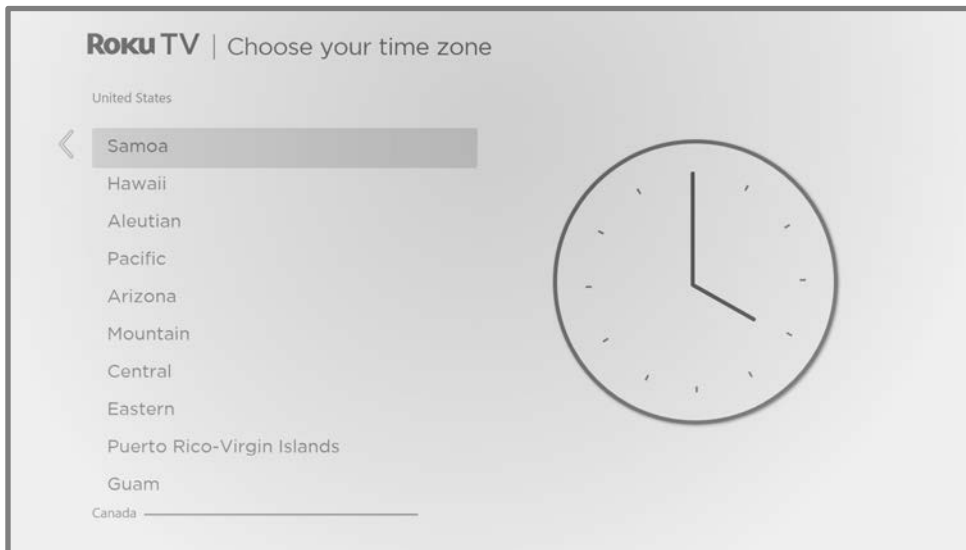 Roku TV | Choose your time zone
United States
Samoa
Hawaii
Aleutian
Pacific
Arizona
Mountain
Central
Eastern
Puerto Rico-Virgin Islands
Guam
Canada